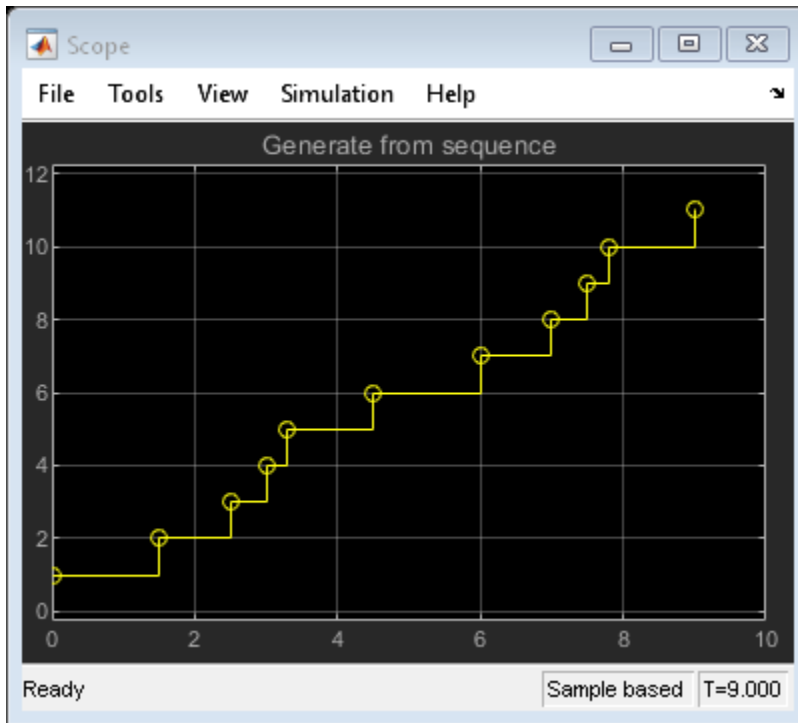 Scope
File Tools View Simulation Help
Generate from sequence
12
10
8
6
4
2
0
0 2 4 6 8 10
Ready Sample based T=9.000